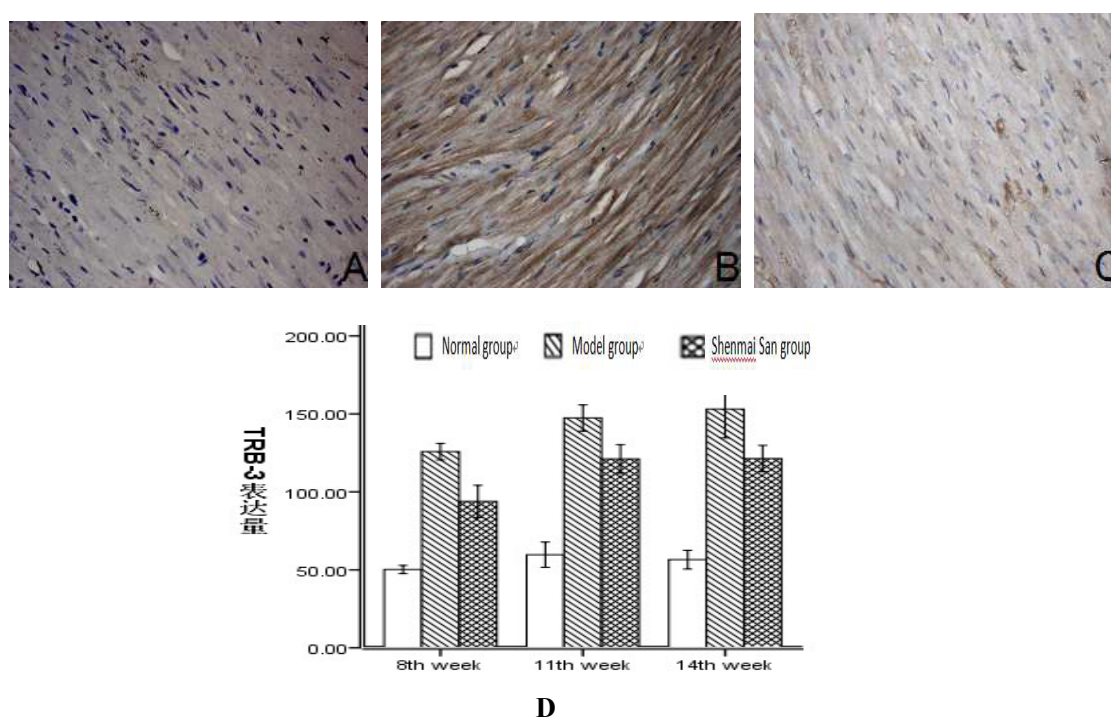 A
B
C
200.00
Normal group
Model group
Shenmai San group
150.00
100.00
50.00
0.00
TRB-3表达量
8th week
11th week
14th week
D